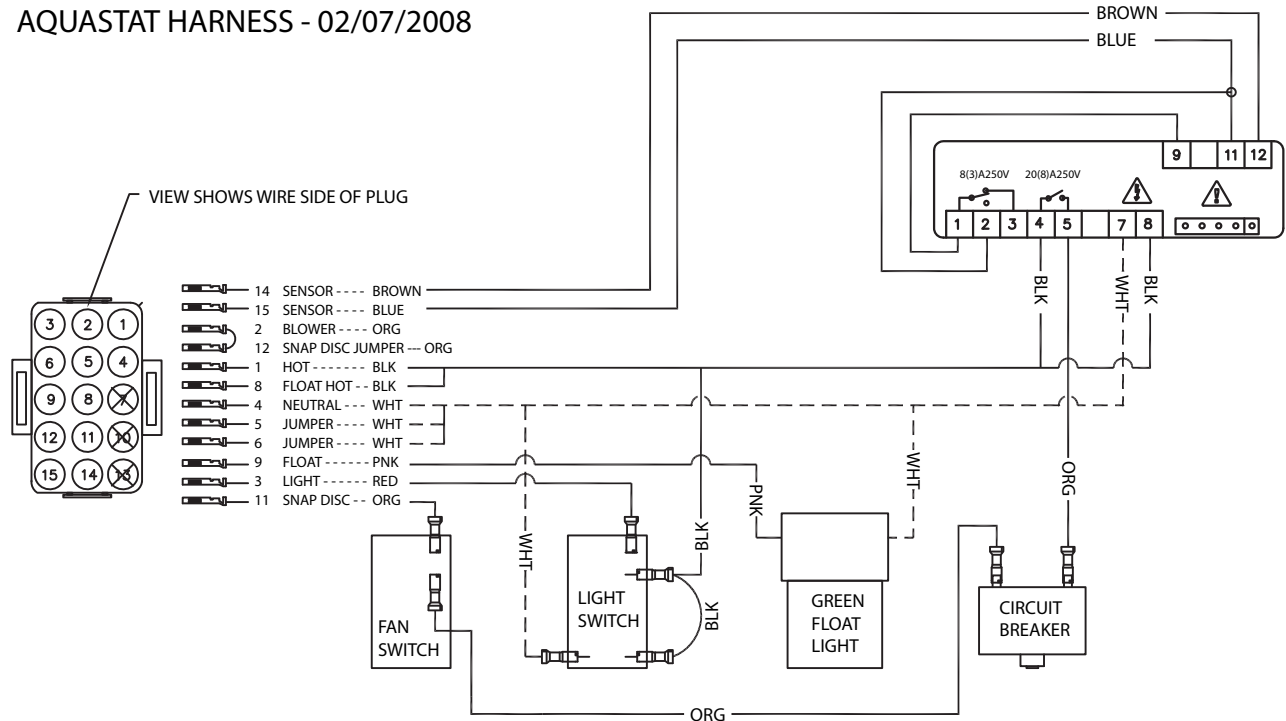 AQUASTAT HARNESS - 02/07/2008
BROWN
BLUE
9 11 12
8(3)A250V 20(8)A250V
1 2 3 4 5 7 8
VIEW SHOWS WIRE SIDE OF PLUG
3 2 1
6 5 4
9 8 7
12 11 10
15 14 13
14 SENSOR ---- BROWN
15 SENSOR ---- BLUE
2 BLOWER ---- ORG
12 SNAP DISC JUMPER --- ORG
1 HOT ------- BLK
8 FLOAT HOT -- BLK
4 NEUTRAL --- WHT
5 JUMPER ----- WHT
6 JUMPER ----- WHT
9 FLOAT ------ PNK
3 LIGHT ------- RED
11 SNAP DISC -- ORG
BLK
WHT
BLK
ORG
WHT
PNK
BLK
WHT
BLK
FAN
SWITCH
LIGHT
SWITCH
GREEN
FLOAT
LIGHT
CIRCUIT
BREAKER
ORG